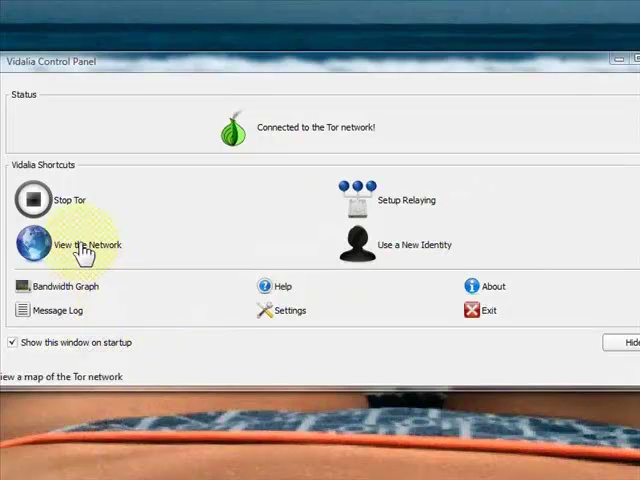 Vidalia Control Panel
Status
Connected to the Tor network!
Vidalia Shortcuts
Stop Tor
Setup Relaying
View the Network
Use a New Identity
Bandwidth Graph
Help
About
Message Log
Settings
Exit
Show this window on startup
Hide
iew a map of the Tor network